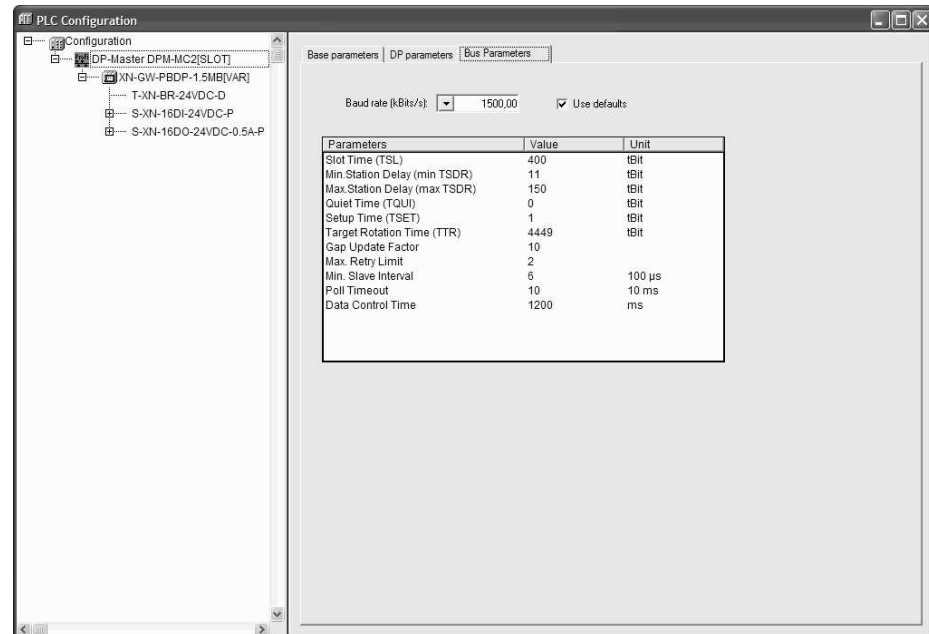 PLC Configuration
Configuration
DP-Master DPM-MC2[SLOT]
XN-GW-PBDP-1.5MB[VAR]
T-XN-BR-24VDC-D
S-XN-16DI-24VDC-P
S-XN-16DO-24VDC-0.5A-P
Base parameters DP parameters Bus Parameters
Baud rate (kBits/s): 1500,00 Use defaults
Parameters Value Unit
Slot Time (TSL) 400 tBit
Min.Station Delay (min TSDR) 11 tBit
Max.Station Delay (max TSDR) 150 tBit
Quiet Time (TQUI) 0 tBit
Setup Time (TSET) 1 tBit
Target Rotation Time (TTR) 4449 tBit
Gap Update Factor 10
Max. Retry Limit 2
Min. Slave Interval 6 100 µs
Poll Timeout 10 10 ms
Data Control Time 1200 ms